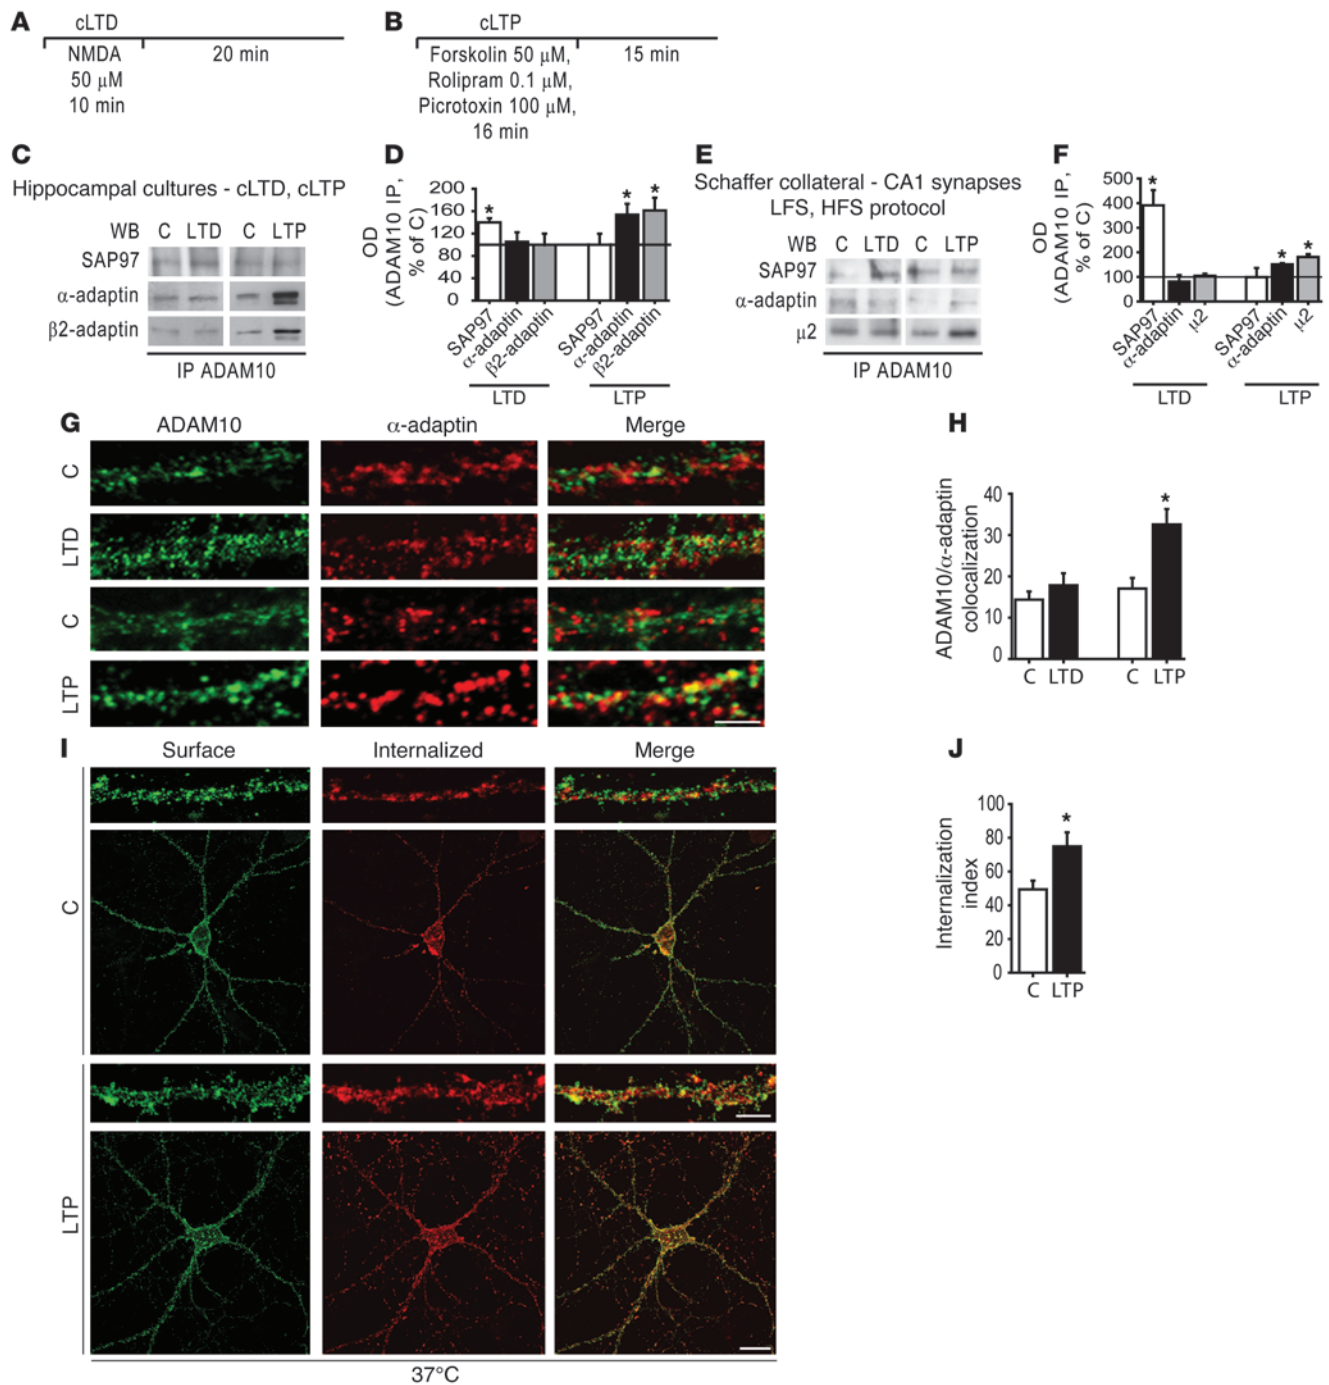 A
cLTD
NMDA
50 µM
10 min
20 min
B
cLTP
Forskolin 50 µM,
Rolipram 0.1 µM,
Picrotoxin 100 µM,
16 min
15 min
C
Hippocampal cultures - cLTD, cLTP
WB C LTD C LTP
SAP97
α-adaptin
β2-adaptin
IP ADAM10
D
OD
(ADAM10 IP,
% of C)
200
160
120
80
40
0
* * *
SAP97
α-adaptin
β2-adaptin
SAP97
α-adaptin
β2-adaptin
LTD
LTP
E
Schaffer collateral - CA1 synapses
LFS, HFS protocol
WB C LTD C LTP
SAP97
α-adaptin
µ2
IP ADAM10
F
OD
(ADAM10 IP,
% of C)
500
400
300
200
100
0
* * *
SAP97
α-adaptin
µ2
SAP97
α-adaptin
µ2
LTD
LTP
G
ADAM10 α-adaptin Merge
C
LTD
C
LTP
H
ADAM10/α-adaptin
colocalization
40
30
20
10
0
*
C LTD C LTP
I
Surface Internalized Merge
C
LTP
37°C
J
Internalization
index
100
80
60
40
20
0
*
C LTP